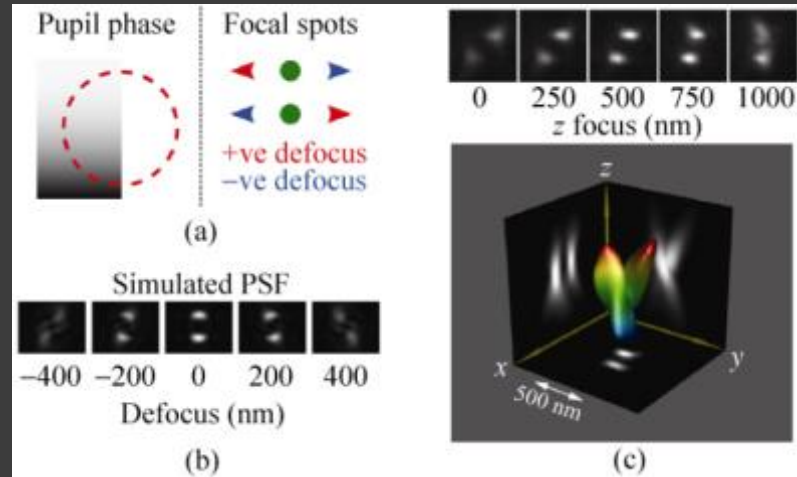 Pupil phase
Focal spots
+ve defocus
−ve defocus
(a)
Simulated PSF
−400 −200 0 200 400
Defocus (nm)
(b)
0 250 500 750 1000
z focus (nm)
z
x
y
500 nm
(c)